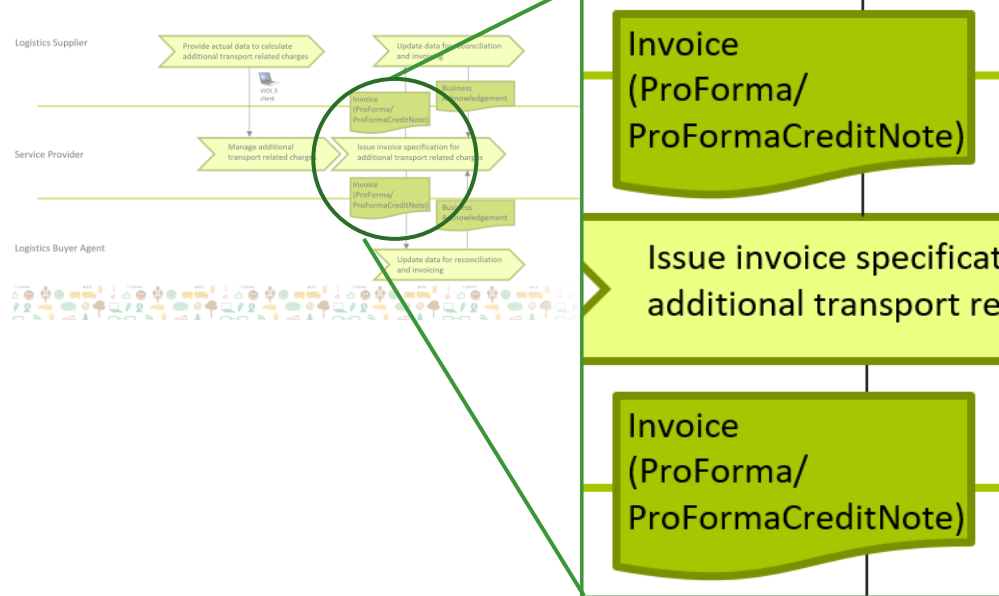 Logistics Supplier
Provide actual data to calculate
additional transport related charges
Update data for reconciliation
and invoicing
VIOL 3
client
Invoice
(ProForma/
ProFormaCreditNote)
Business
Acknowledgement
Service Provider
Manage additional
transport related charges
Issue invoice specification for
additional transport related charges
Invoice
(ProForma/
ProFormaCreditNote)
Business
Acknowledgement
Logistics Buyer Agent
Update data for reconciliation
and invoicing
Invoice
(ProForma/
ProFormaCreditNote)
Issue invoice specificat
additional transport re
Invoice
(ProForma/
ProFormaCreditNote)